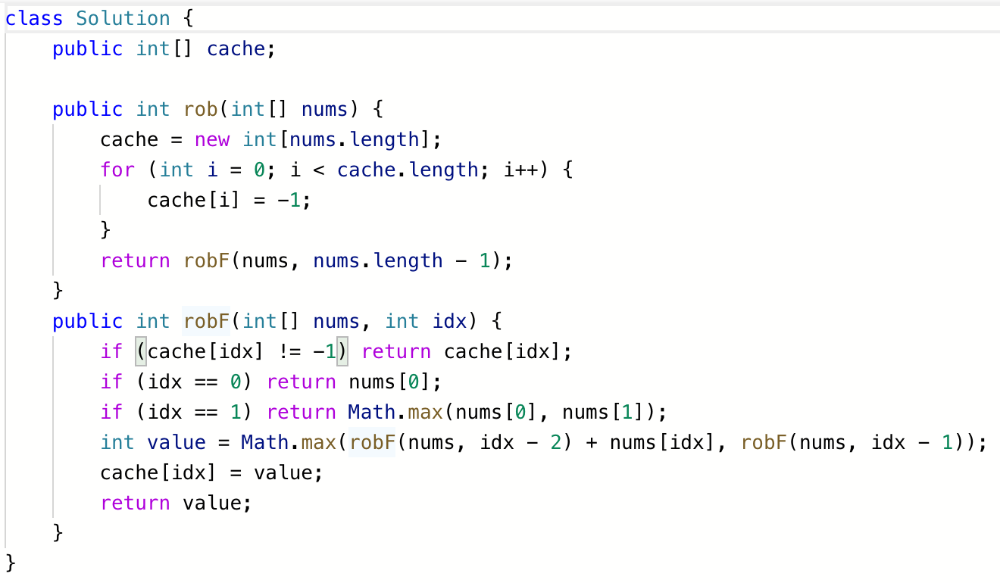 class Solution {
    public int[] cache;

    public int rob(int[] nums) {
        cache = new int[nums.length];
        for (int i = 0; i < cache.length; i++) {
            cache[i] = -1;
        }
        return robF(nums, nums.length - 1);
    }
    public int robF(int[] nums, int idx) {
        if (cache[idx] != -1) return cache[idx];
        if (idx == 0) return nums[0];
        if (idx == 1) return Math.max(nums[0], nums[1]);
        int value = Math.max(robF(nums, idx - 2) + nums[idx], robF(nums, idx - 1));
        cache[idx] = value;
        return value;
    }
}